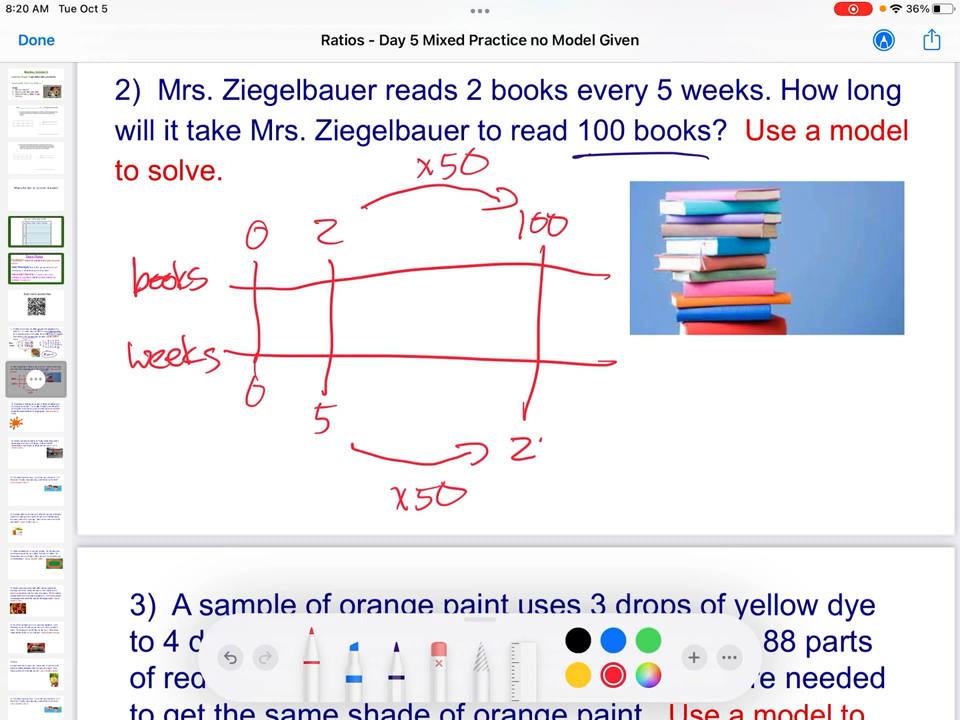 8:20 AM Tue Oct 5
36%
Done
Ratios - Day 5 Mixed Practice no Model Given
2) Mrs. Ziegelbauer reads 2 books every 5 weeks. How long
will it take Mrs. Ziegelbauer to read 100 books? Use a model
to solve.
x50
0 2 100
books
weeks
0 5 2
x50
3) A sample of orange paint uses 3 drops of yellow dye
to 4 d 88 parts
of red re needed
to get the same shade of orange paint. Use a model to